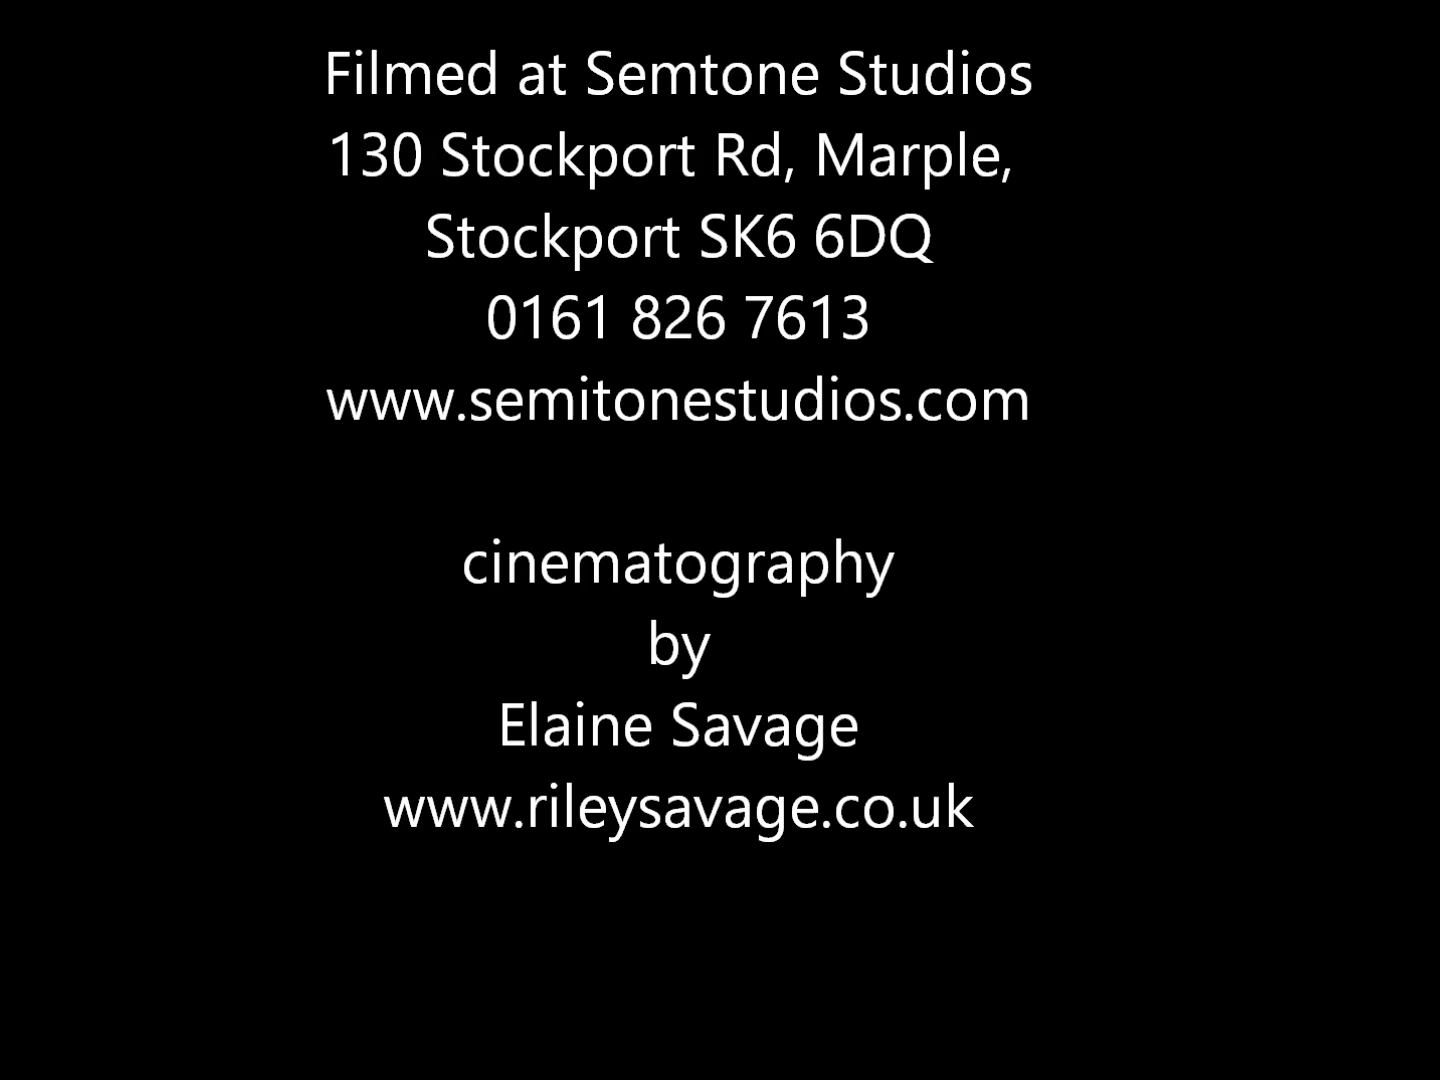 Filmed at Semtone Studios
130 Stockport Rd, Marple,
Stockport SK6 6DQ
0161 826 7613
www.semitonestudios.com
cinematography
by
Elaine Savage
www.rileysavage.co.uk